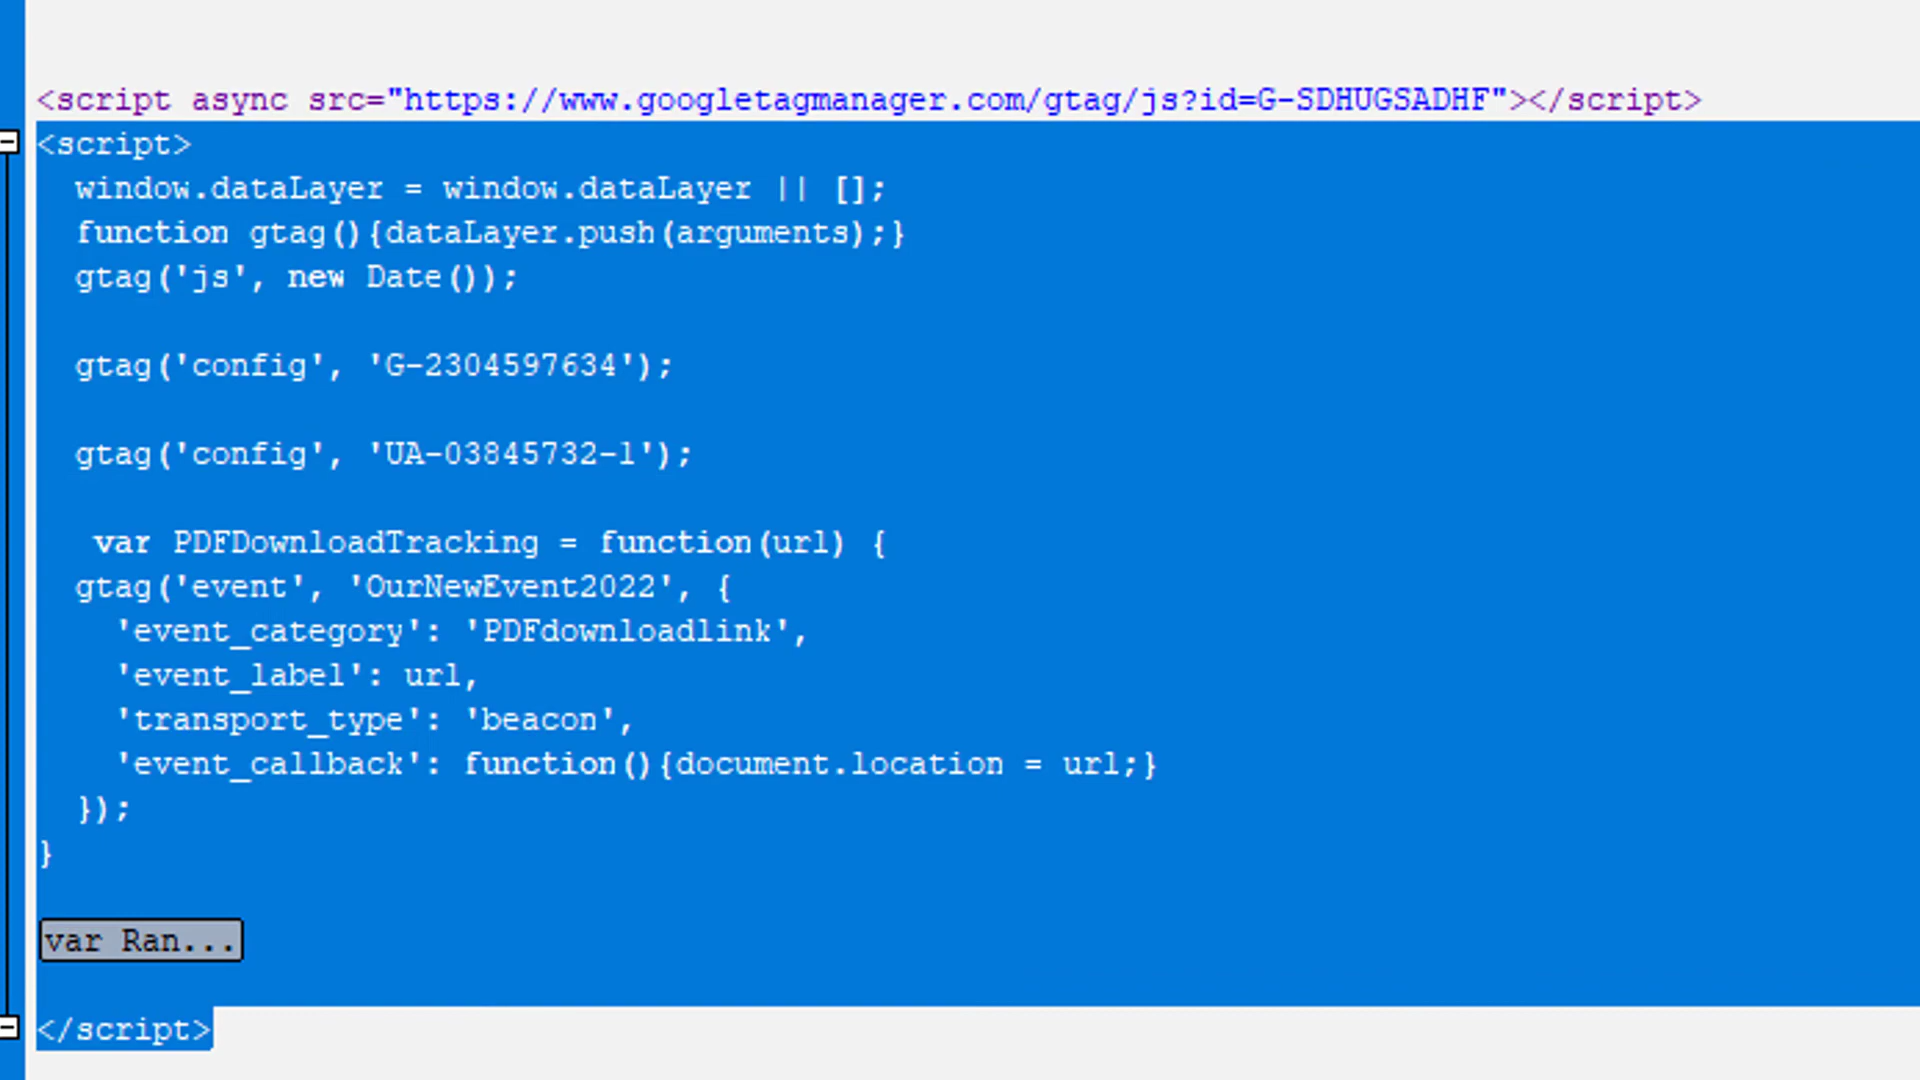 <script async src="https://www.googletagmanager.com/gtag/js?id=G-SDHUGSADHF"></script>
<script>
window.dataLayer = window.dataLayer || [];
function gtag(){dataLayer.push(arguments);}
gtag('js', new Date());
gtag('config', 'G-2304597634');
gtag('config', 'UA-03845732-1');
var PDFDownloadTracking = function(url) {
gtag('event', 'OurNewEvent2022', {
'event_category': 'PDFdownloadlink',
'event_label': url,
'transport_type': 'beacon',
'event_callback': function(){document.location = url;}
});
}
var Ran...
</script>